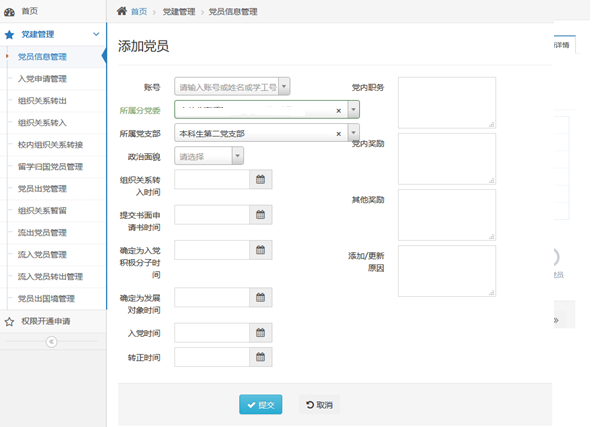 首页
党建管理
党员信息管理
入党申请管理
组织关系转出
组织关系转入
校内组织关系转接
留学归国党员管理
党员出党管理
组织关系暂留
流出党员管理
流入党员管理
流入党员转出管理
党员出国境管理
权限开通申请
首页 > 党建管理 > 党员信息管理
添加党员
账号 请输入账号或姓名或学工号
所属分党委
所属党支部 本科生第二党支部
政治面貌 请选择
组织关系转
入时间
提交书面申
请书时间
确定为入党
积极分子时
间
确定为发展
对象时间
入党时间
转正时间
党内职务
党内奖励
其他奖励
添加/更新
原因
提交 取消
详情
党员